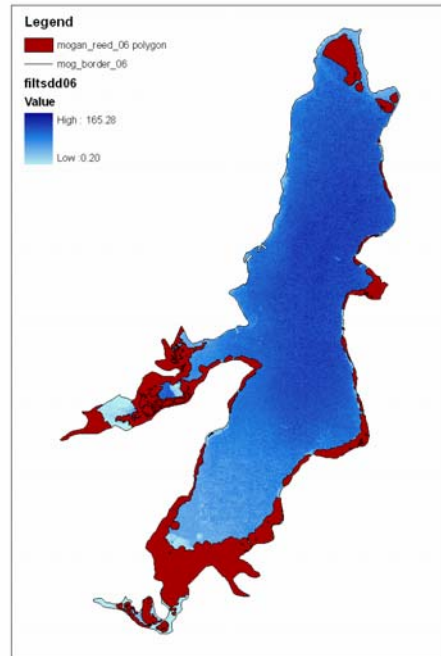 Legend
mogan_reed_06 polygon
mog_border_06
filtsdd06
Value
High : 165.28
Low :0.20